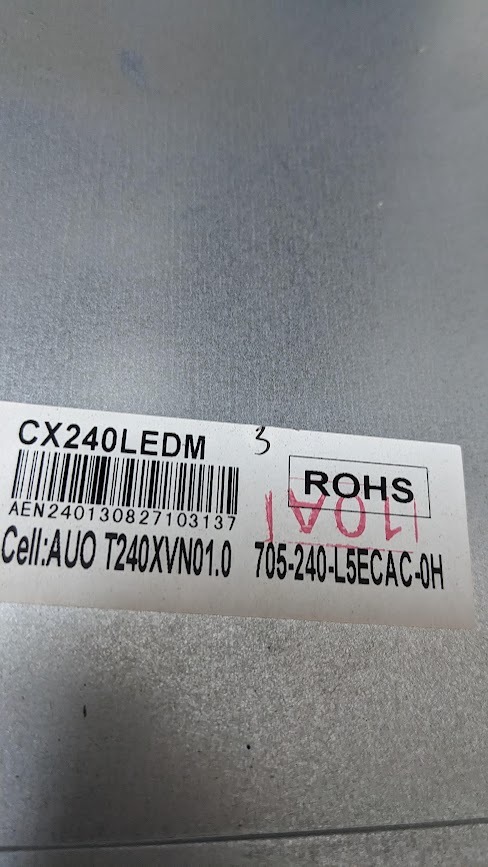 CX240LEDM
3
ROHS
AEN240130827103137
Cell:AUO T240XVN01.0
705-240-L5ECAC-0H